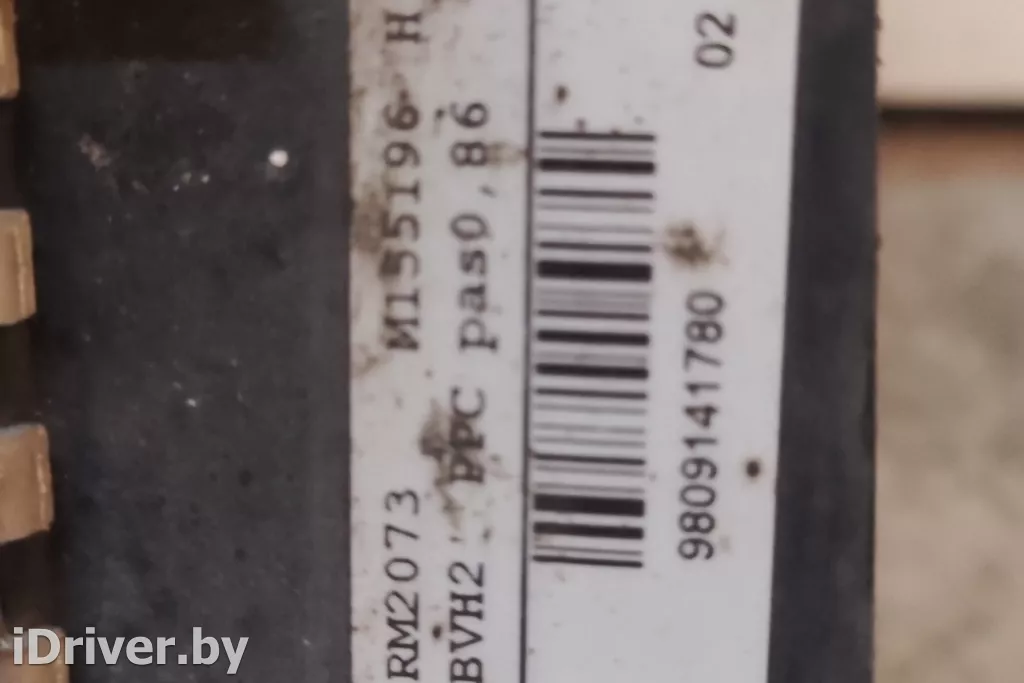 RM2073 M155196 H
BVH2 PPC pas0,86
9809141780 02
iDriver.by